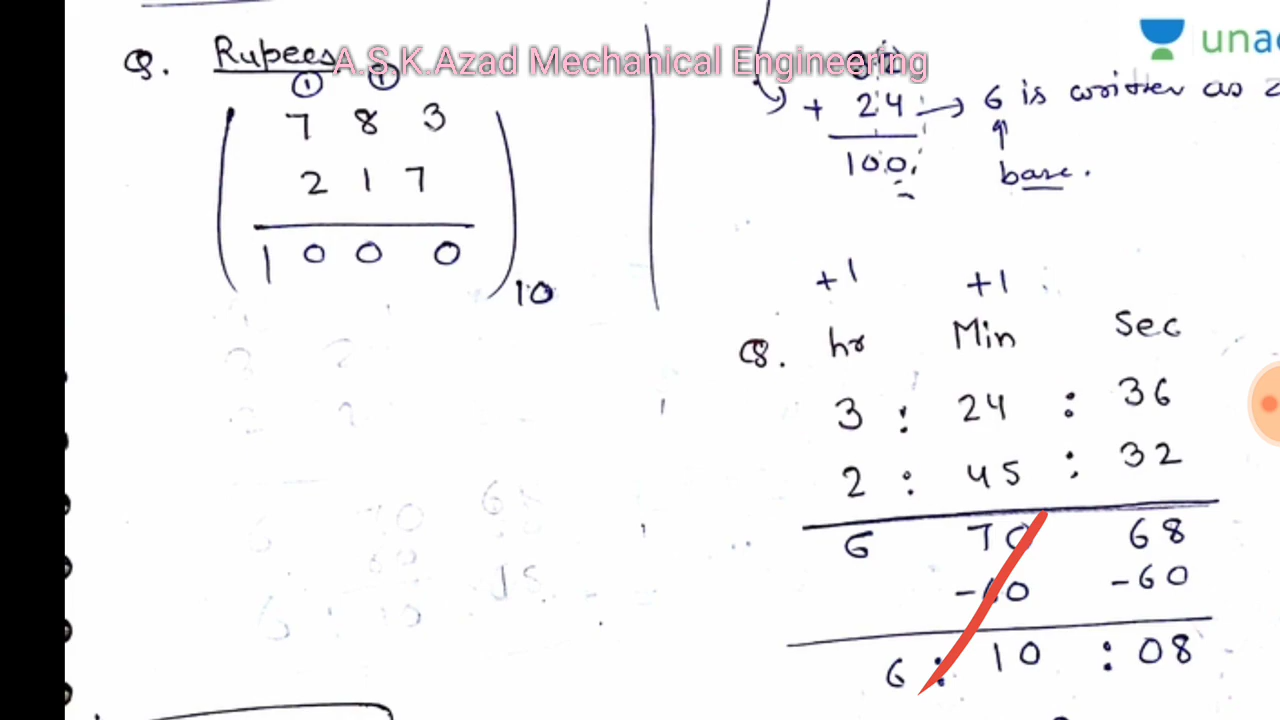 A.S.K.Azad Mechanical Engineering
unac
Q. Rupees
① ①
7 8 3
2 1 7
1 0 0 0
10
+ 24 → 6 is written as
100
base.
+1 +1
Q. hr Min Sec
3 : 24 : 36
2 : 45 : 32
6 70 68
-60 -60
6 : 10 : 08